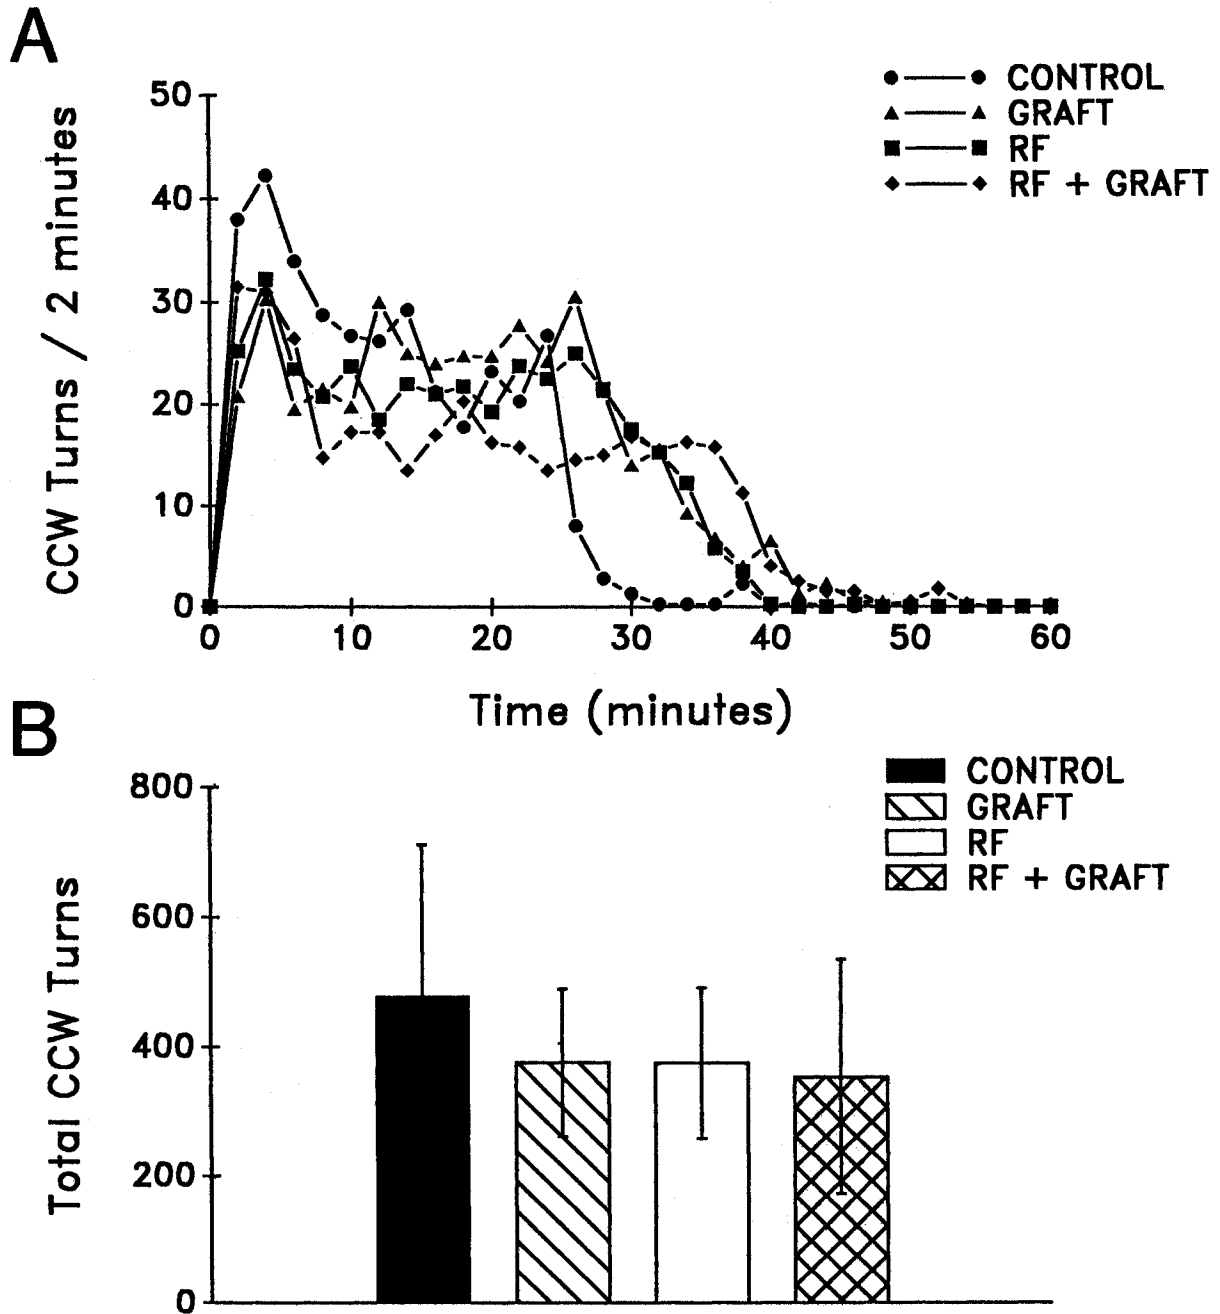 A
CONTROL
GRAFT
RF
RF + GRAFT
CCW Turns / 2 minutes
50
40
30
20
10
0
0 10 20 30 40 50 60
Time (minutes)
B
CONTROL
GRAFT
RF
RF + GRAFT
Total CCW Turns
800
600
400
200
0